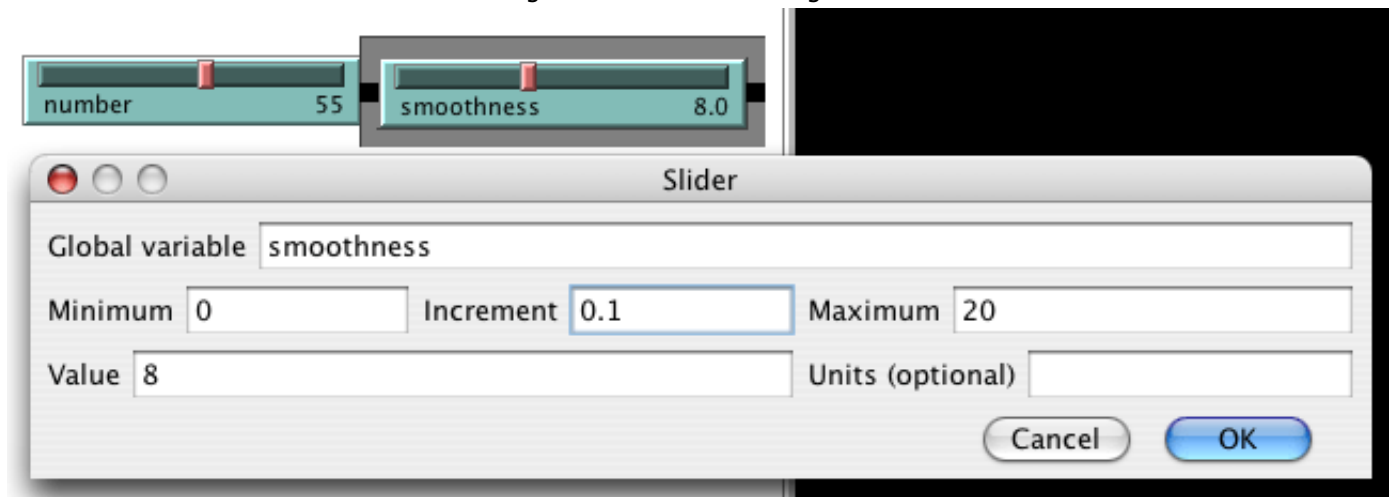 number 55 smoothness 8.0
Slider
Global variable smoothness
Minimum 0 Increment 0.1 Maximum 20
Value 8 Units (optional)
Cancel OK